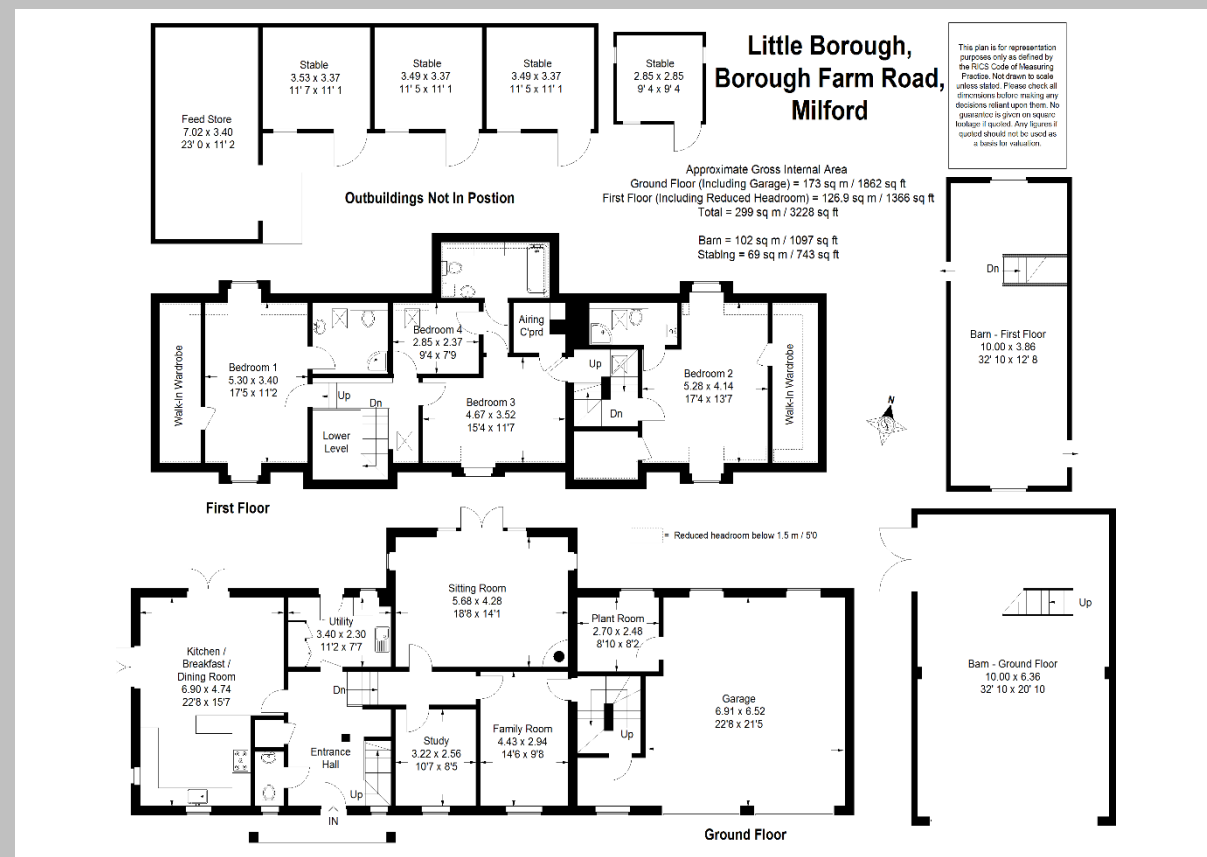 Little Borough,
Borough Farm Road,
Milford
This plan is for representation
purposes only as defined by
the RICS Code of Measuring
Practice. Not drawn to scale
unless stated. Please check all
dimensions before making any
decisions reliant upon them. No
guarantee is given on square
footage if quoted. Any figures if
quoted should not be used as
a basis for valuation.
Feed Store
7.02 x 3.40
23' 0 x 11' 2
Stable
3.53 x 3.37
11' 7 x 11' 1
Stable
3.49 x 3.37
11' 5 x 11' 1
Stable
3.49 x 3.37
11' 5 x 11' 1
Stable
2.85 x 2.85
9' 4 x 9' 4
Outbuildings Not In Postion
Approximate Gross Internal Area
Ground Floor (Including Garage) = 173 sq m / 1862 sq ft
First Floor (Including Reduced Headroom) = 126.9 sq m / 1366 sq ft
Total = 299 sq m / 3228 sq ft
Barn = 102 sq m / 1097 sq ft
Stabing = 69 sq m / 743 sq ft
Walk-In Wardrobe
Bedroom 1
5.30 x 3.40
17'5 x 11'2
Up
Dn
Lower
Level
Bedroom 4
2.85 x 2.37
9'4 x 7'9
Airing
C'prd
Bedroom 3
4.67 x 3.52
15'4 x 11'7
Up
Dn
Bedroom 2
5.28 x 4.14
17'4 x 13'7
Walk-In Wardrobe
N
Dn
Barn - First Floor
10.00 x 3.86
32' 10 x 12' 8
First Floor
= Reduced headroom below 1.5 m / 5'0
Kitchen /
Breakfast /
Dining Room
6.90 x 4.74
22'8 x 15'7
Utility
3.40 x 2.30
11'2 x 7'7
Sitting Room
5.68 x 4.28
18'8 x 14'1
Plant Room
2.70 x 2.48
8'10 x 8'2
Dn
Entrance
Hall
Up
IN
Study
3.22 x 2.56
10'7 x 8'5
Family Room
4.43 x 2.94
14'6 x 9'8
Up
Garage
6.91 x 6.52
22'8 x 21'5
Up
Barn - Ground Floor
10.00 x 6.36
32' 10 x 20' 10
Ground Floor